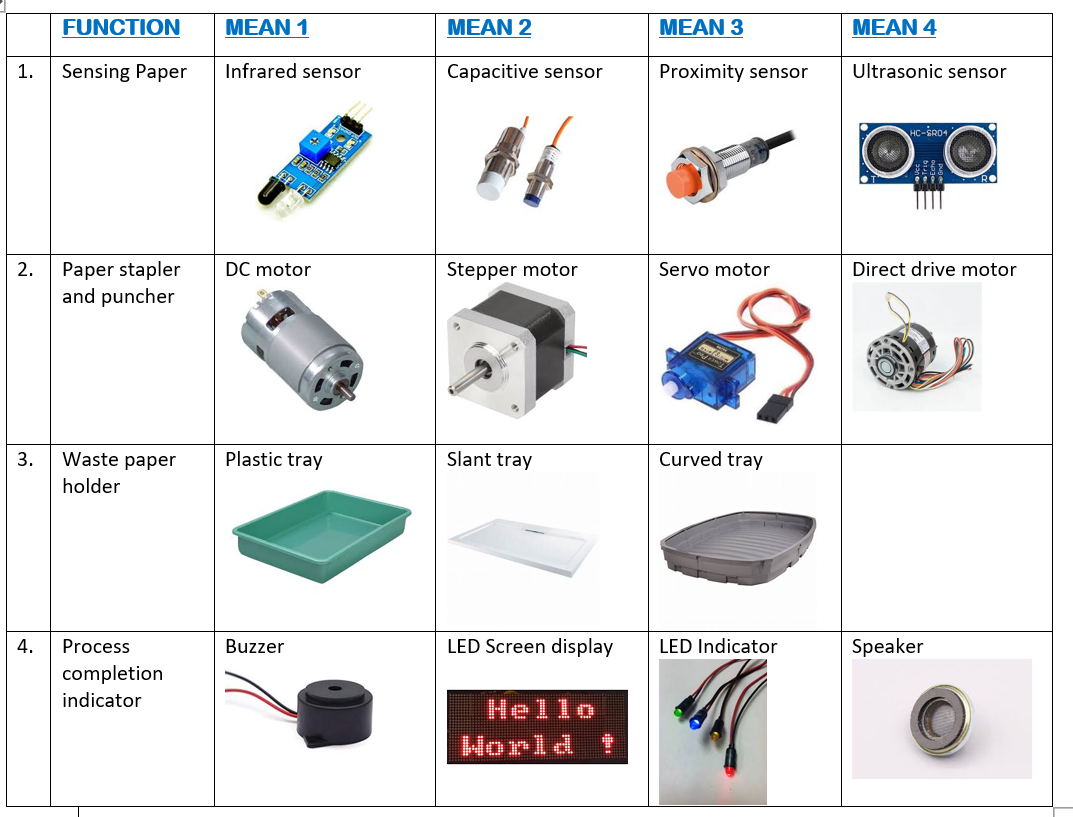 FUNCTION
MEAN 1
MEAN 2
MEAN 3
MEAN 4
1.
Sensing Paper
Infrared sensor
Capacitive sensor
Proximity sensor
Ultrasonic sensor
HC-SR04
T
Vcc
Trig
Echo
Gnd
R
2.
Paper stapler
and puncher
DC motor
Stepper motor
Servo motor
Direct drive motor
3.
Waste paper
holder
Plastic tray
Slant tray
Curved tray
4.
Process
completion
indicator
Buzzer
LED Screen display
Hello
World !
LED Indicator
Speaker